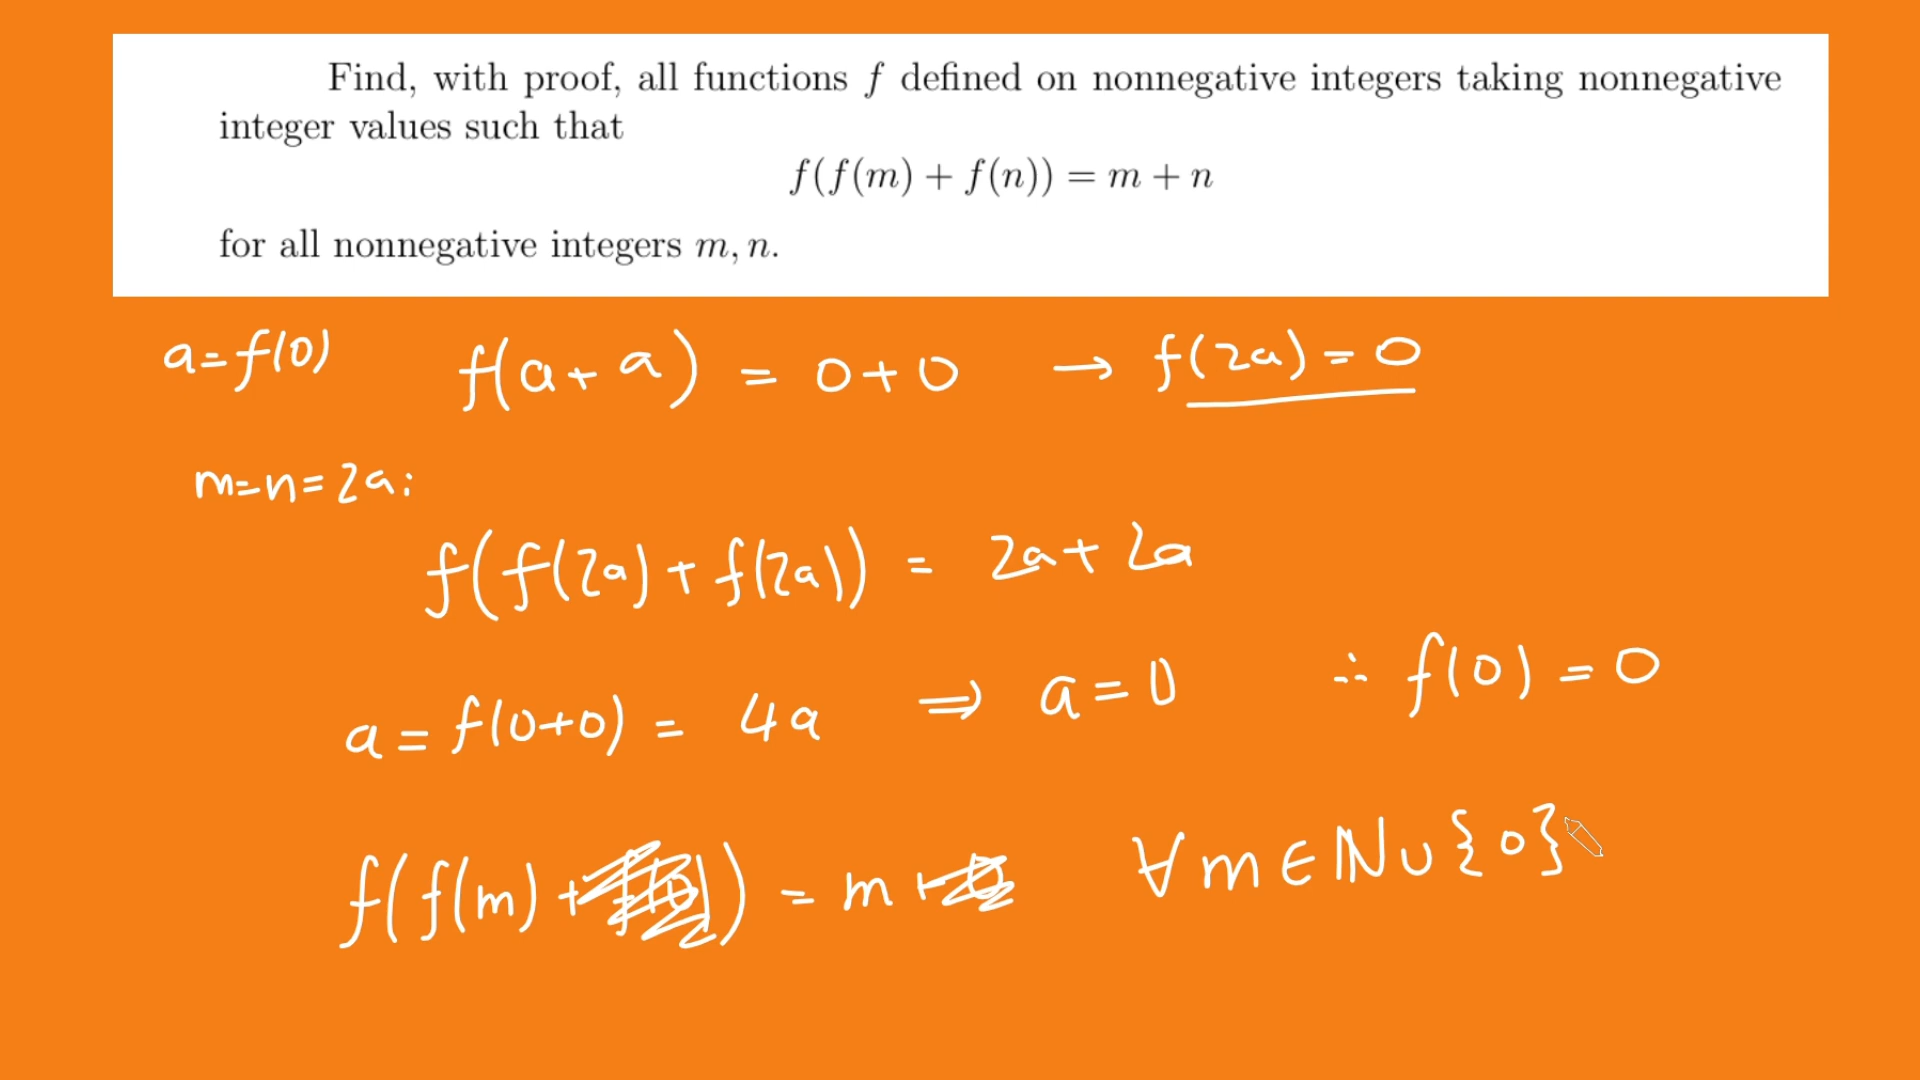 Find, with proof, all functions f defined on nonnegative integers taking nonnegative
integer values such that
f(f(m) + f(n)) = m + n
for all nonnegative integers m, n.
a=f(0) f(a+a) = 0+0 → f(2a)=0
m=n=2a:
f(f(2a)+f(2a)) = 2a+2a
a = f(0+0) = 4a ⇒ a=0 ∴ f(0)=0
f(f(m) + ) = m + ∀m∈ℕ∪{0}